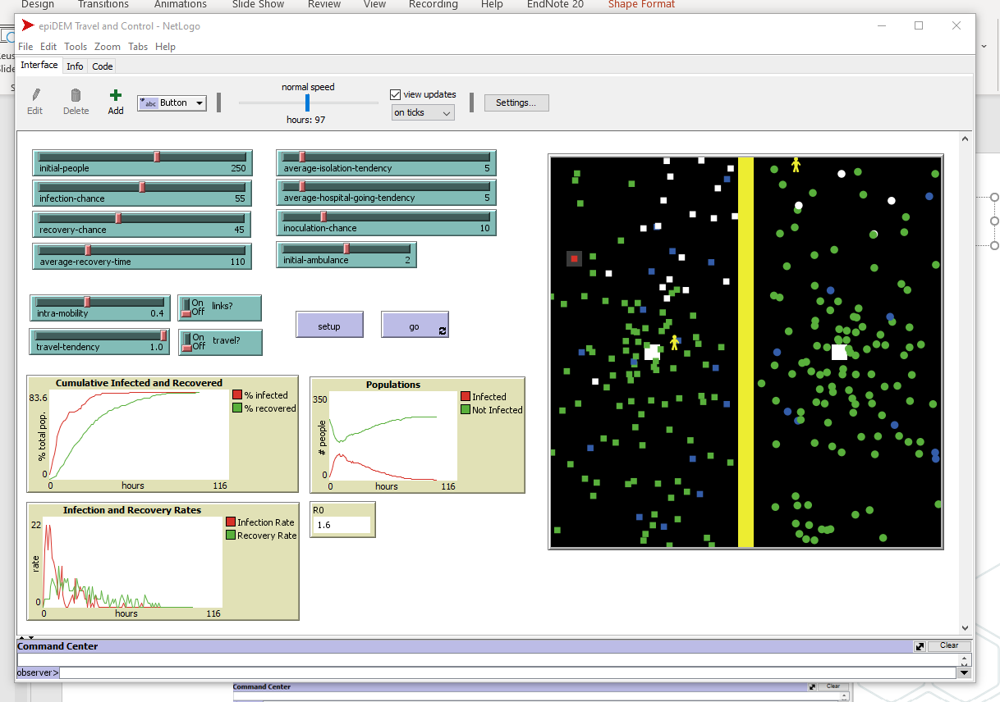 Design Transitions Animations Slide Show Review View Recording Help EndNote 20 Shape Format
epiDEM Travel and Control - NetLogo
File Edit Tools Zoom Tabs Help
Interface Info Code
normal speed
view updates
Edit Delete Add abc Button on ticks Settings...
hours: 97
initial-people 250
average-isolation-tendency 5
infection-chance 55
average-hospital-going-tendency 5
recovery-chance 45
inoculation-chance 10
average-recovery-time 110
initial-ambulance 2
intra-mobility 0.4
On
Off
links?
setup
go
travel-tendency 1.0
On
Off
travel?
Cumulative Infected and Recovered
83.6
% total pop.
0
0 hours 116
% infected
% recovered
Populations
350
# people
0
0 hours 116
Infected
Not Infected
Infection and Recovery Rates
22
rate
0
0 hours 116
Infection Rate
Recovery Rate
R0
1.6
Command Center Clear
observer>
Command Center Clear